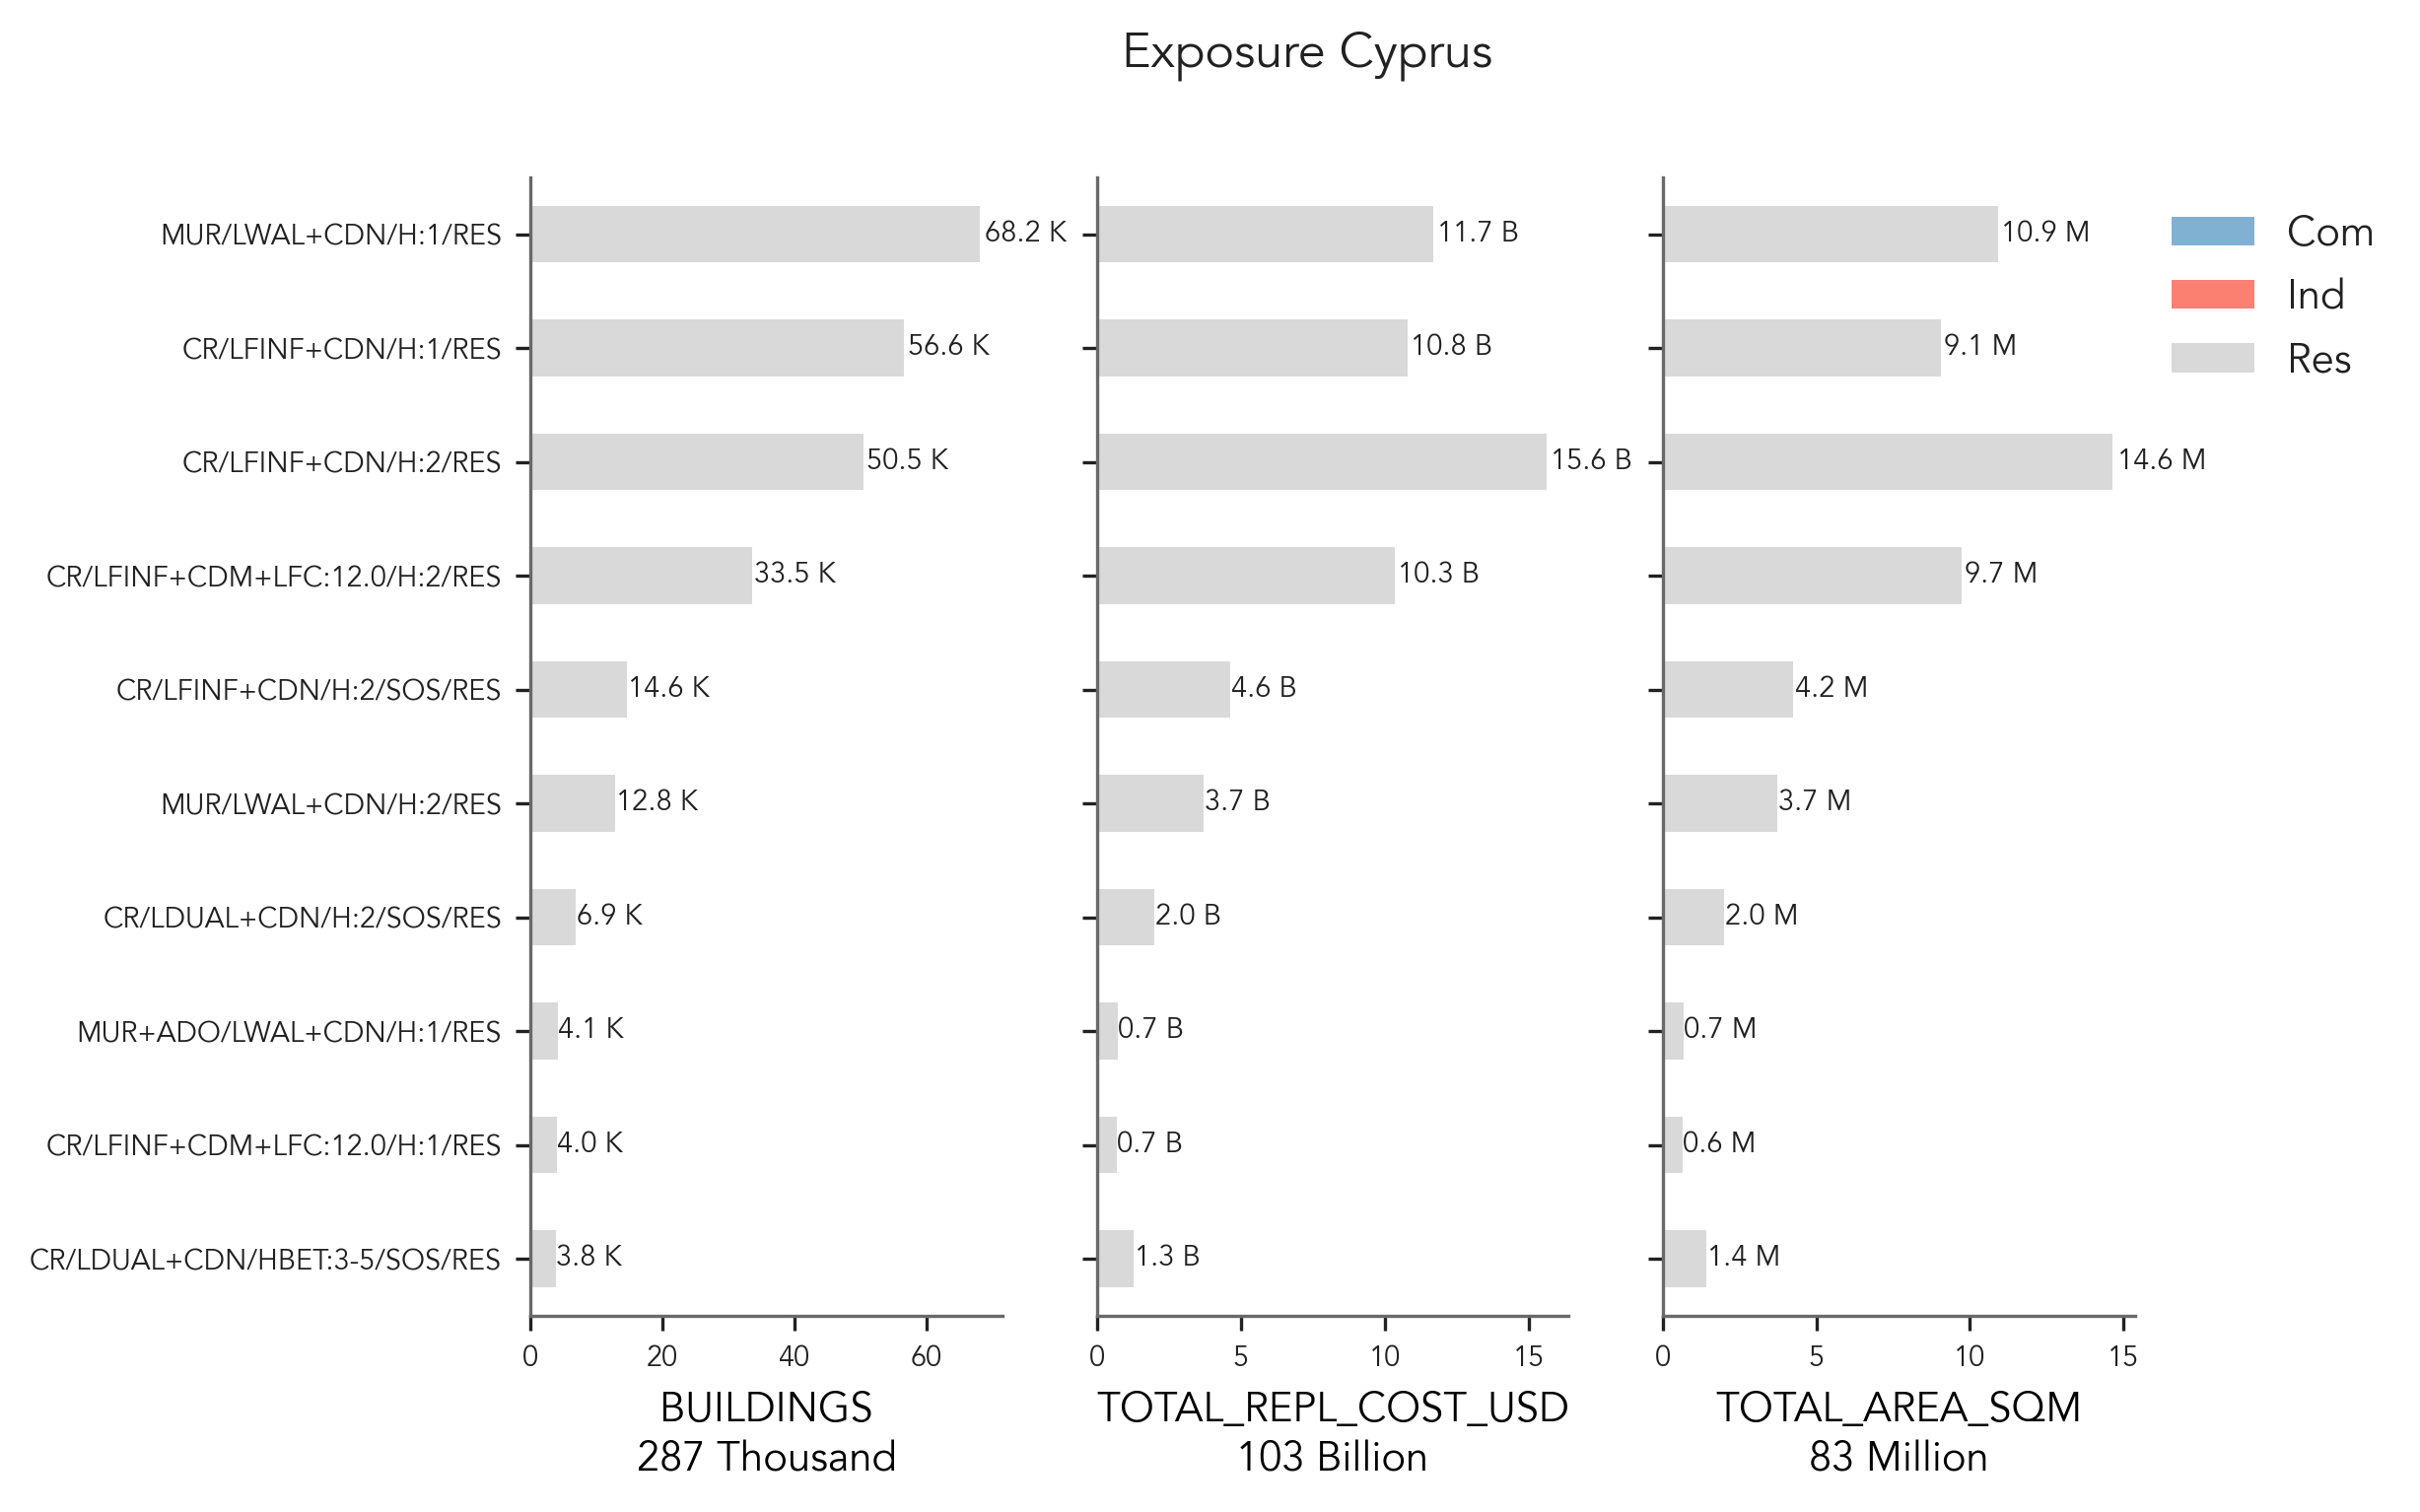 Exposure Cyprus
MUR/LWAL+CDN/H:1/RES 68.2 K 11.7 B 10.9 M Com
Ind
CR/LFINF+CDN/H:1/RES 56.6 K 10.8 B 9.1 M Res
CR/LFINF+CDN/H:2/RES 50.5 K 15.6 B 14.6 M
CR/LFINF+CDM+LFC:12.0/H:2/RES 33.5 K 10.3 B 9.7 M
CR/LFINF+CDN/H:2/SOS/RES 14.6 K 4.6 B 4.2 M
MUR/LWAL+CDN/H:2/RES 12.8 K 3.7 B 3.7 M
CR/LDUAL+CDN/H:2/SOS/RES 6.9 K 2.0 B 2.0 M
MUR+ADO/LWAL+CDN/H:1/RES 4.1 K 0.7 B 0.7 M
CR/LFINF+CDM+LFC:12.0/H:1/RES 4.0 K 0.7 B 0.6 M
CR/LDUAL+CDN/HBET:3-5/SOS/RES 3.8 K 1.3 B 1.4 M
0 20 40 60 0 5 10 15 0 5 10 15
BUILDINGS TOTAL_REPL_COST_USD TOTAL_AREA_SQM
287 Thousand 103 Billion 83 Million